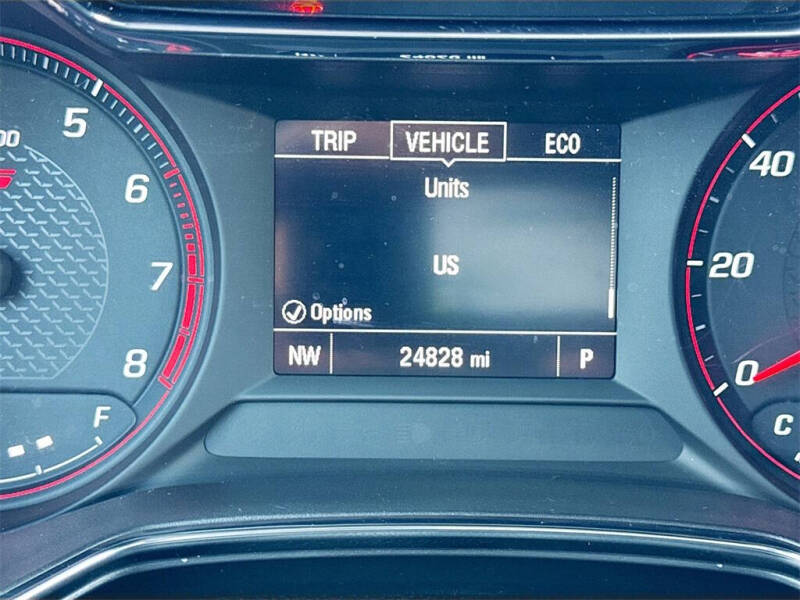 TRIP VEHICLE ECO
Units
US
Options
NW 24828 mi P
5
6
7
8
F
40
20
0
C